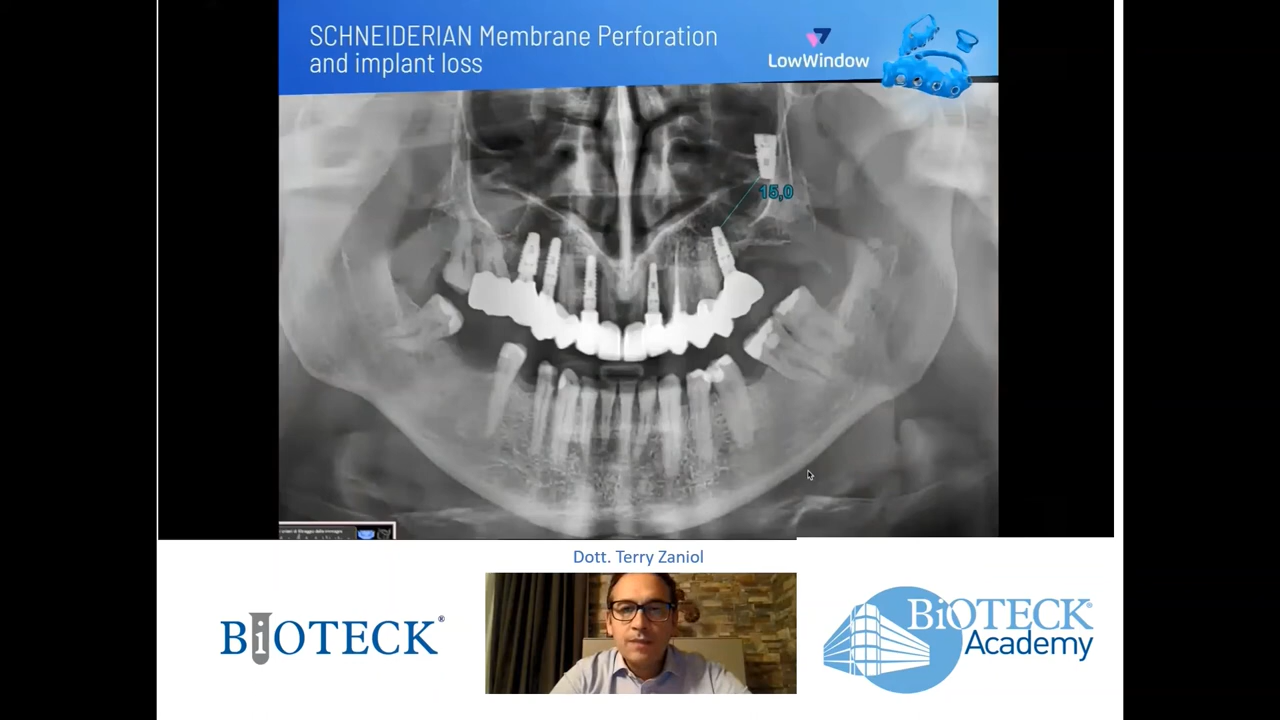 SCHNEIDERIAN Membrane Perforation
and implant loss
LowWindow
15,0
Dott. Terry Zaniol
BiOTECK®
BiOTECK®
Academy